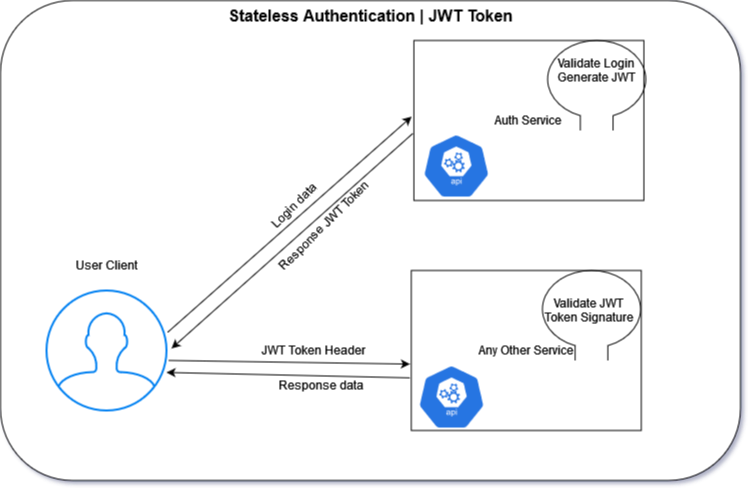 Stateless Authentication | JWT Token
Validate Login
Generate JWT
Auth Service
api
Login data
Response JWT Token
User Client
Validate JWT
Token Signature
JWT Token Header
Any Other Service
Response data
api